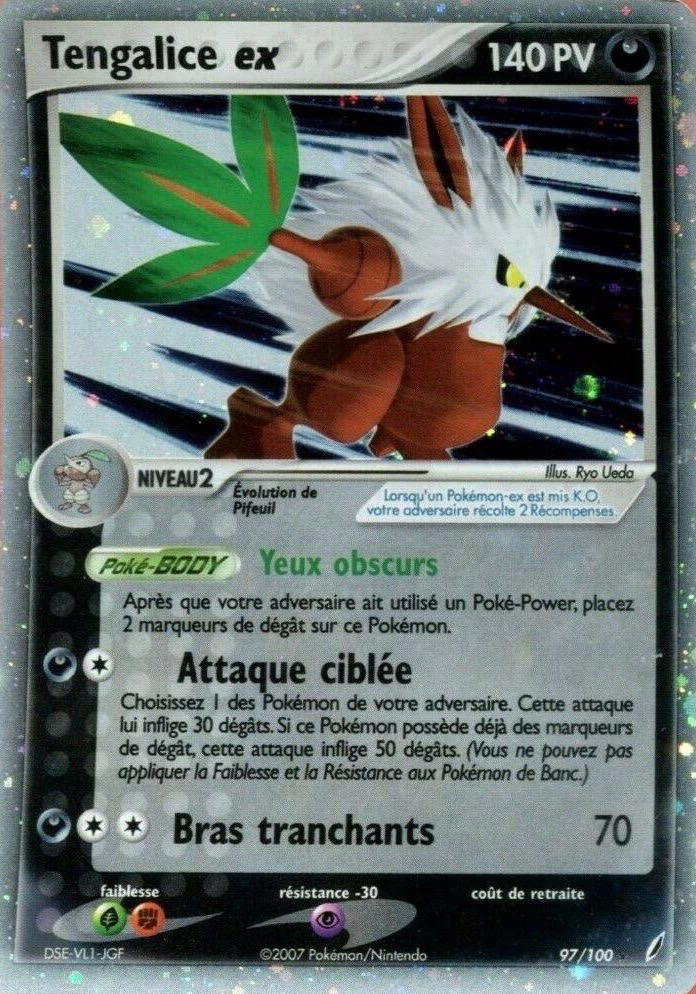 Tengalice ex 140 PV
NIVEAU 2
Évolution de
Pifeuil
Illus. Ryo Ueda
Lorsqu'un Pokémon-ex est mis K.O.,
votre adversaire récolte 2 Récompenses.
Poké-BODY Yeux obscurs
Après que votre adversaire ait utilisé un Poké-Power, placez
2 marqueurs de dégât sur ce Pokémon.
Attaque ciblée
Choisissez 1 des Pokémon de votre adversaire. Cette attaque
lui inflige 30 dégâts. Si ce Pokémon possède déjà des marqueurs
de dégât, cette attaque inflige 50 dégâts. (Vous ne pouvez pas
appliquer la Faiblesse et la Résistance aux Pokémon de Banc.)
Bras tranchants 70
faiblesse résistance -30 coût de retraite
DSE-VL1-JGF ©2007 Pokémon/Nintendo 97/100